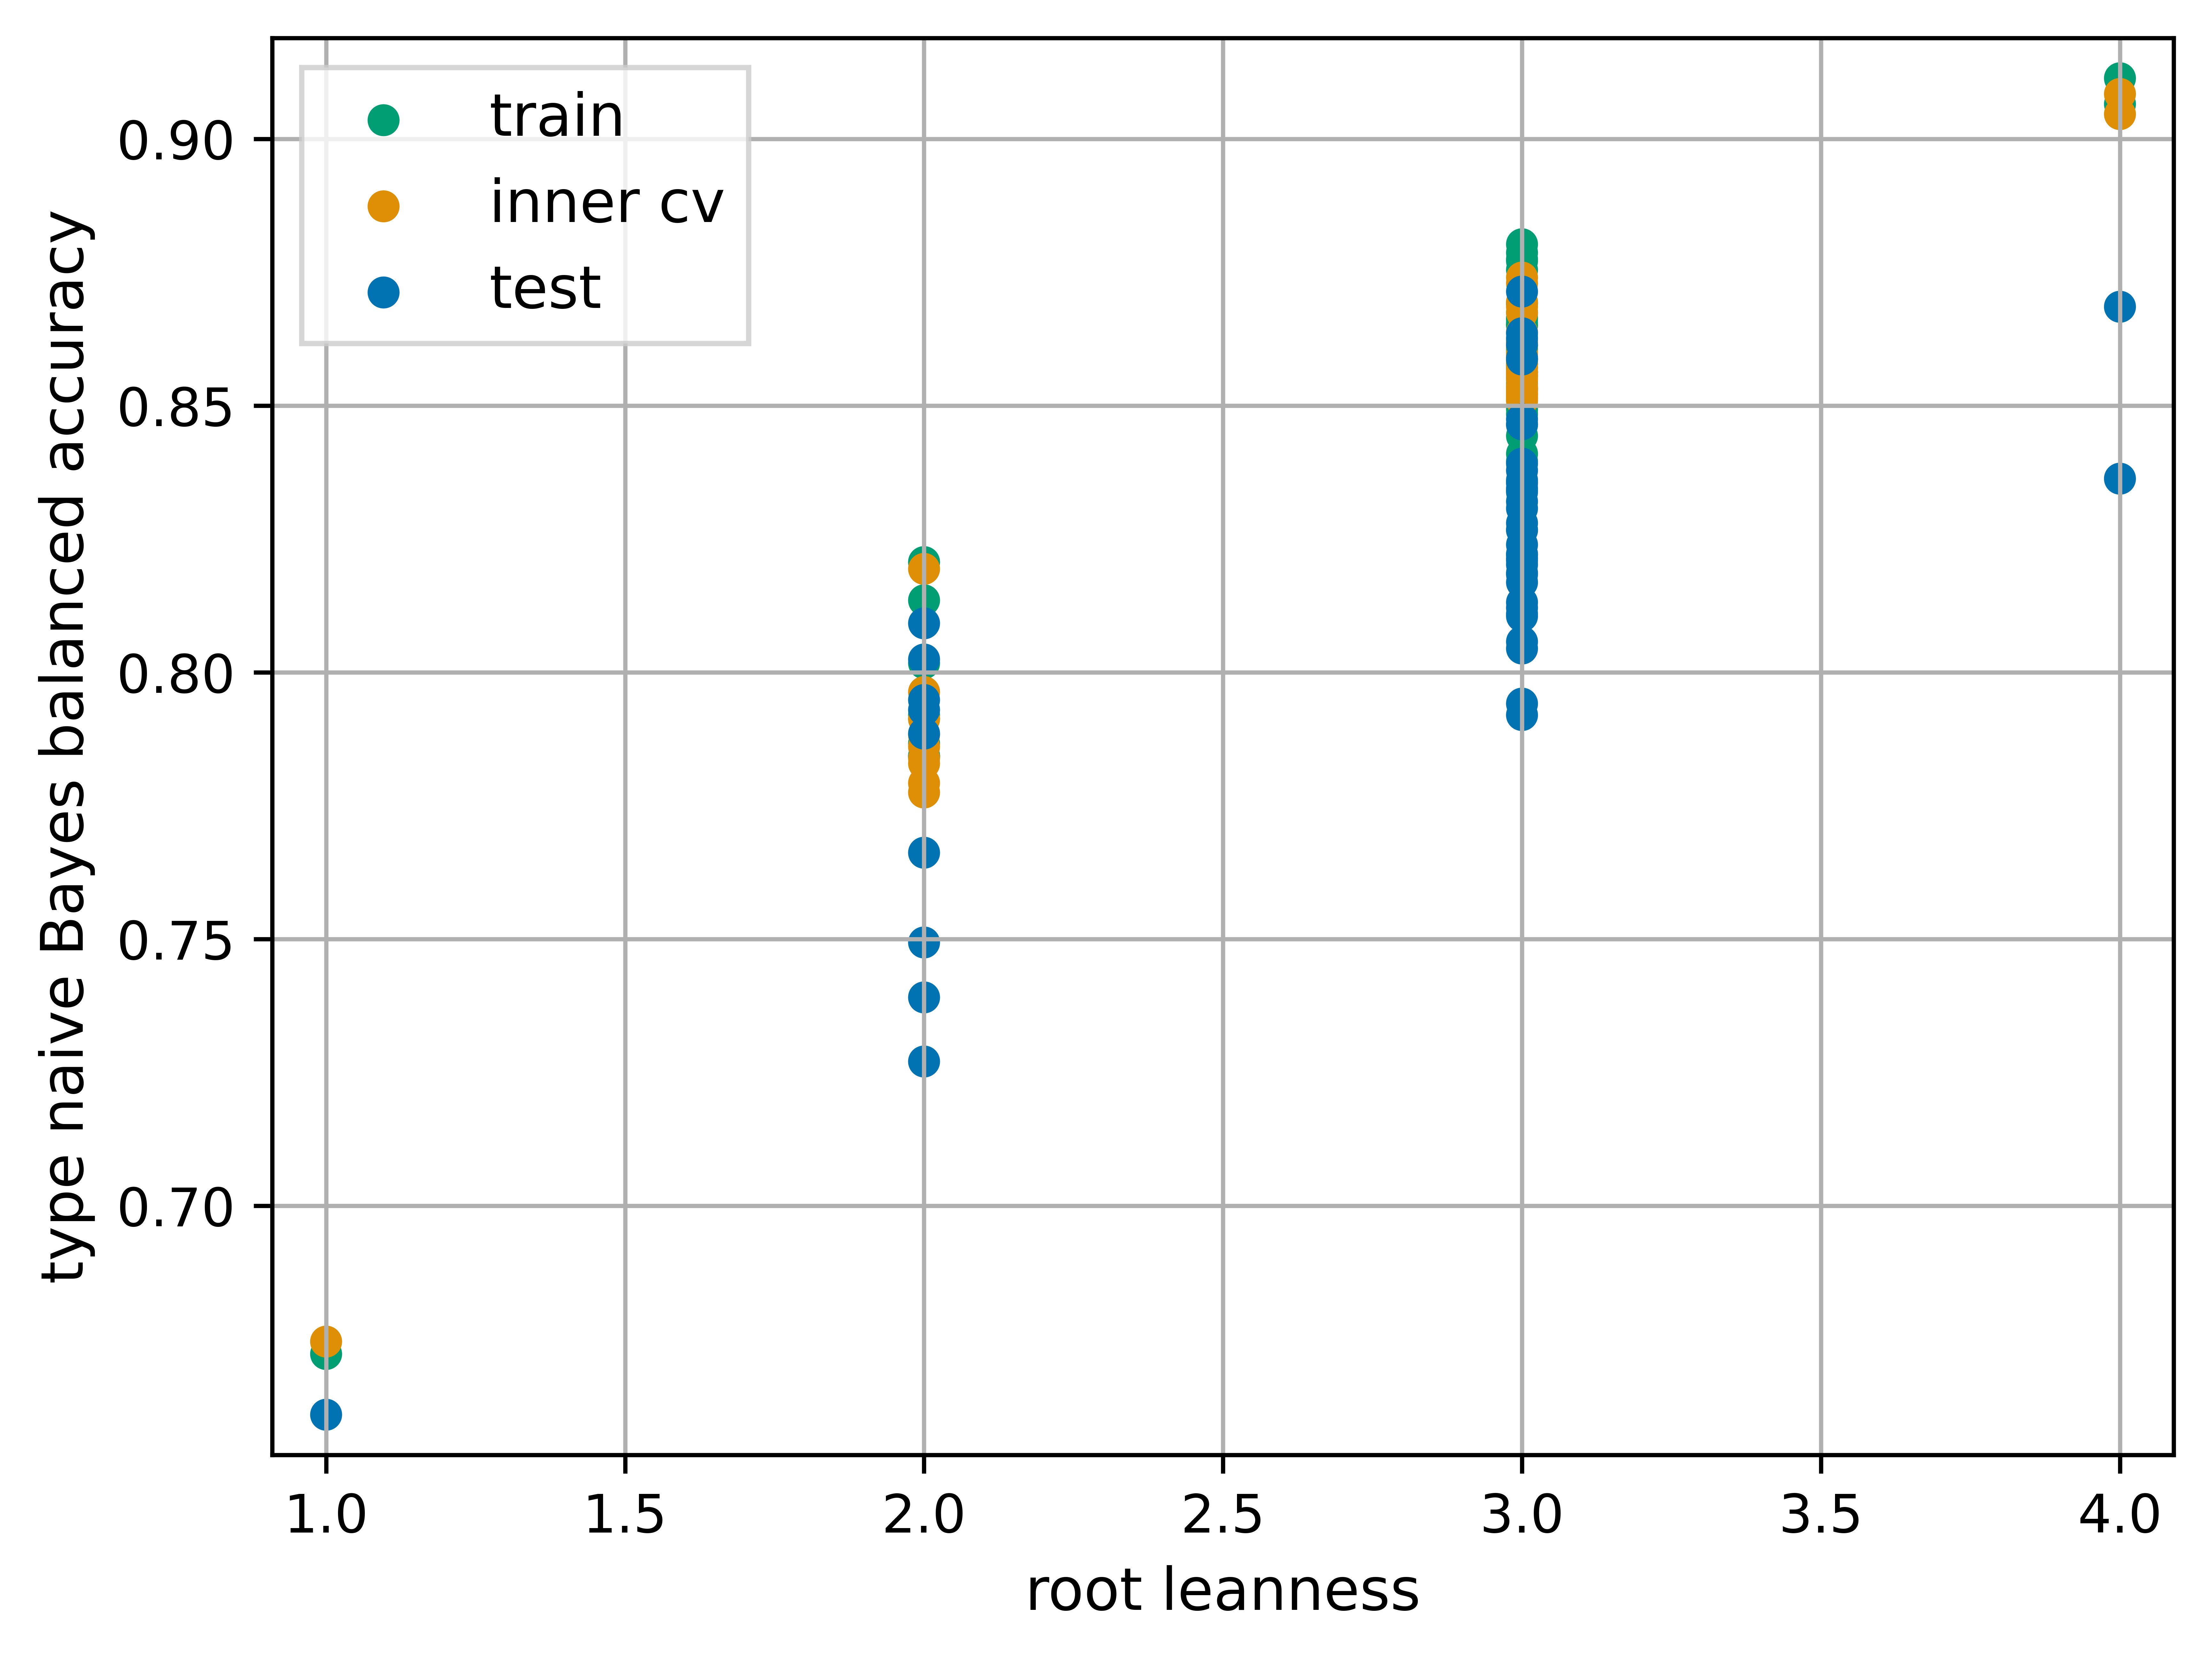 train
inner cv
test
0.90
0.85
0.80
0.75
0.70
type naive Bayes balanced accuracy
1.0 1.5 2.0 2.5 3.0 3.5 4.0
root leanness